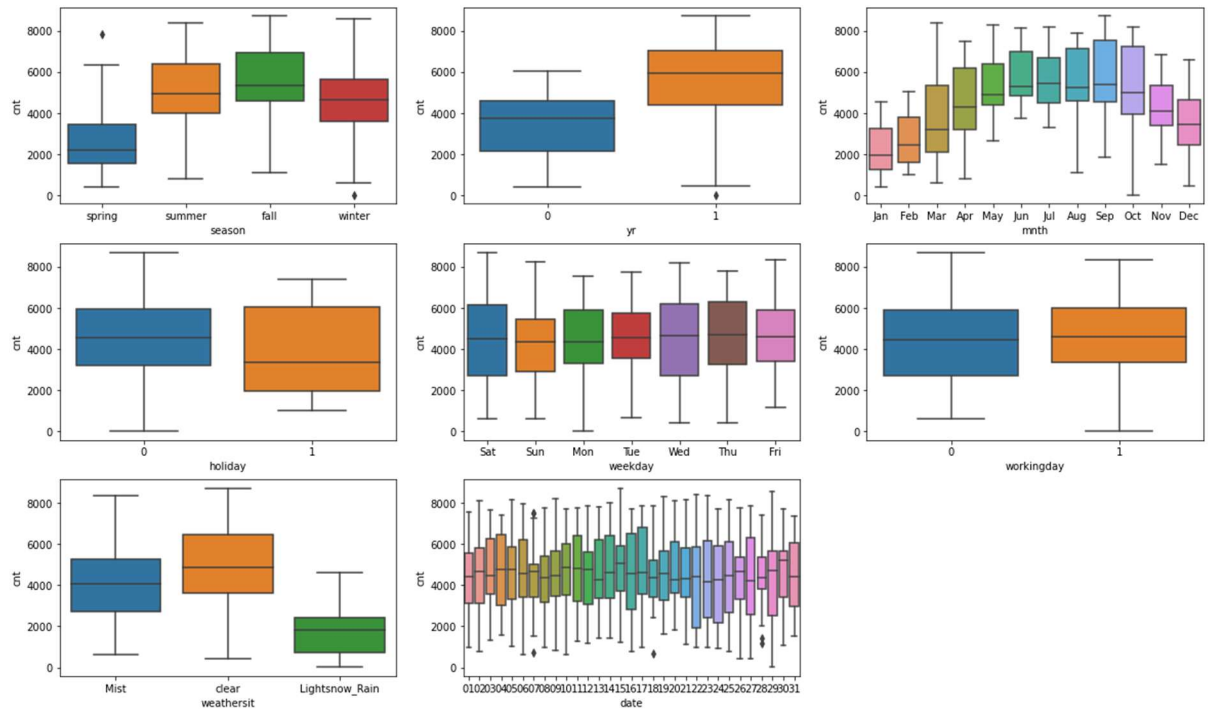 8000
6000
4000
2000
0
cnt
spring summer fall winter
season
8000
6000
4000
2000
0
cnt
0 1
yr
8000
6000
4000
2000
0
cnt
Jan Feb Mar Apr May Jun Jul Aug Sep Oct Nov Dec
mnth
8000
6000
4000
2000
0
cnt
0 1
holiday
8000
6000
4000
2000
0
cnt
Sat Sun Mon Tue Wed Thu Fri
weekday
8000
6000
4000
2000
0
cnt
0 1
workingday
8000
6000
4000
2000
0
cnt
Mist clear Lightsnow_Rain
weathersit
8000
6000
4000
2000
0
cnt
01020304050607080910111213141516171819202122232425262728293031
date